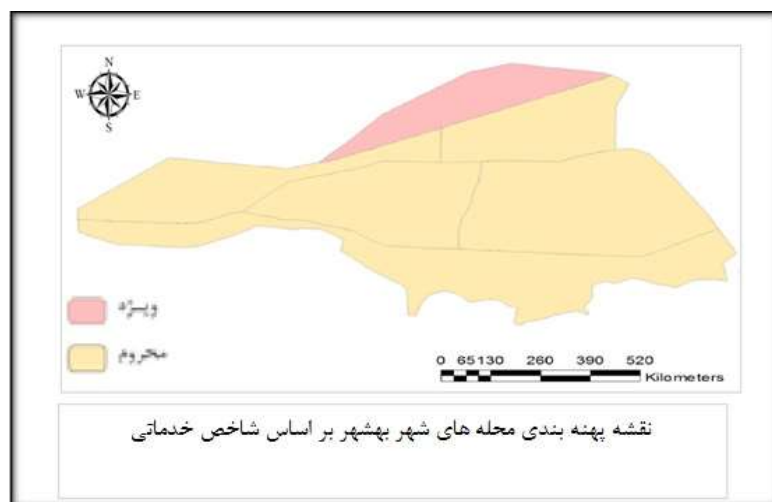 N
W E
S
ویژه
محروم
0 65130 260 390 520
Kilometers
نقشه پهنه بندی محله های شهر بهشهر بر اساس شاخص خدماتی